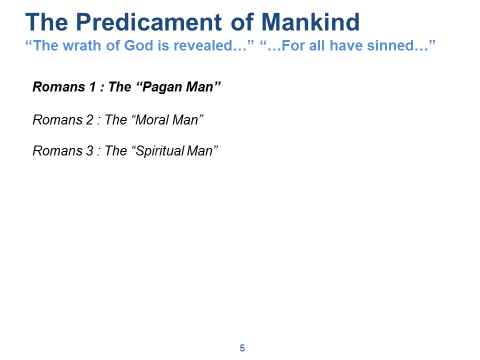 The Predicament of Mankind
“The wrath of God is revealed…” “…For all have sinned…”
Romans 1 : The “Pagan Man”
Romans 2 : The “Moral Man”
Romans 3 : The “Spiritual Man”
5